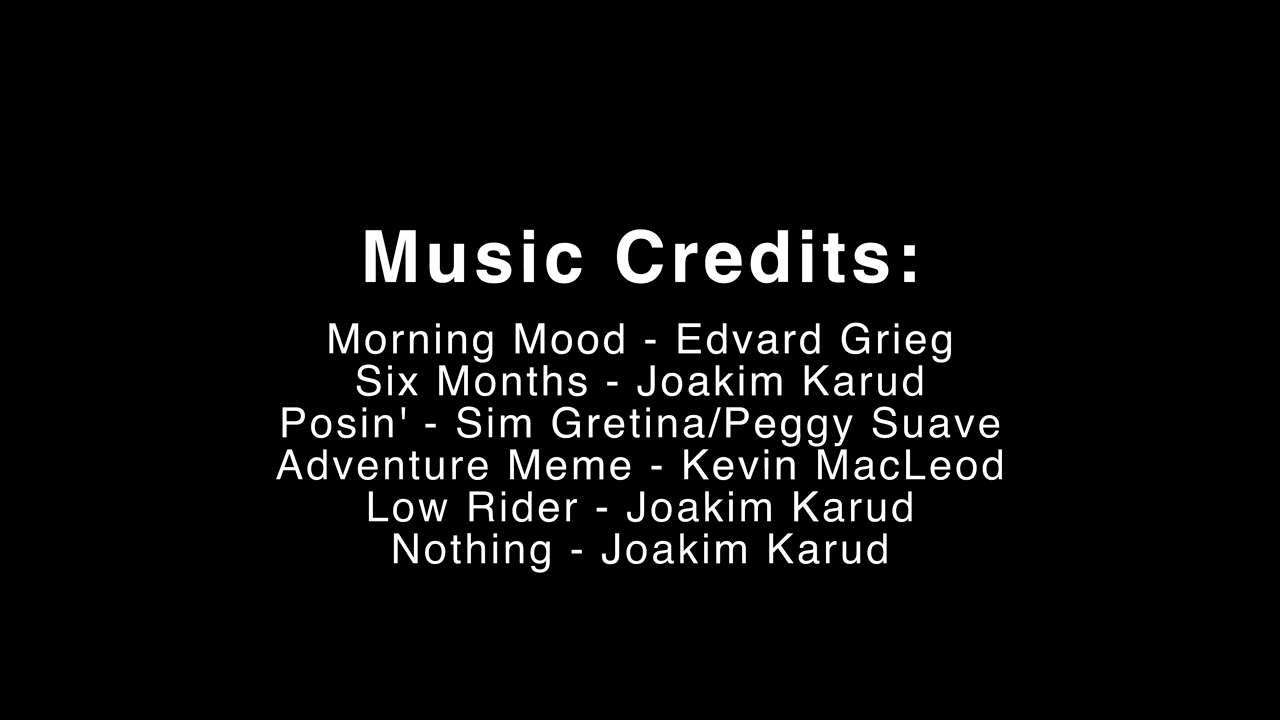 Music Credits:
Morning Mood - Edvard Grieg
Six Months - Joakim Karud
Posin' - Sim Gretina/Peggy Suave
Adventure Meme - Kevin MacLeod
Low Rider - Joakim Karud
Nothing - Joakim Karud